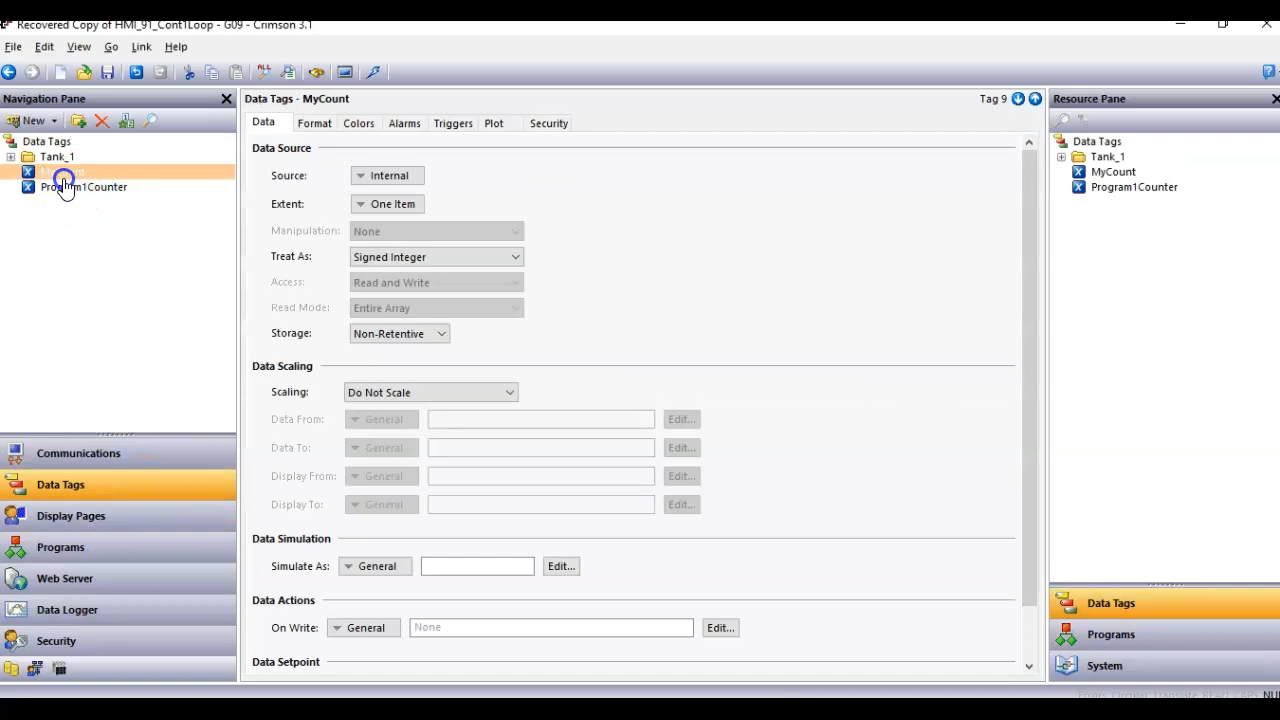 Recovered Copy of HMI_91_Cont1Loop - G09 - Crimson 3.1
File Edit View Go Link Help
Navigation Pane
New
Data Tags
Tank_1
Program1Counter
Communications
Data Tags
Display Pages
Programs
Web Server
Data Logger
Security
Data Tags - MyCount
Tag 9
Data Format Colors Alarms Triggers Plot Security
Data Source
Source: Internal
Extent: One Item
Manipulation: None
Treat As: Signed Integer
Access: Read and Write
Read Mode: Entire Array
Storage: Non-Retentive
Data Scaling
Scaling: Do Not Scale
Data From: General Edit...
Data To: General Edit...
Display From: General Edit...
Display To: General Edit...
Data Simulation
Simulate As: General Edit...
Data Actions
On Write: General None Edit...
Data Setpoint
Resource Pane
Data Tags
Tank_1
MyCount
Program1Counter
Data Tags
Programs
System